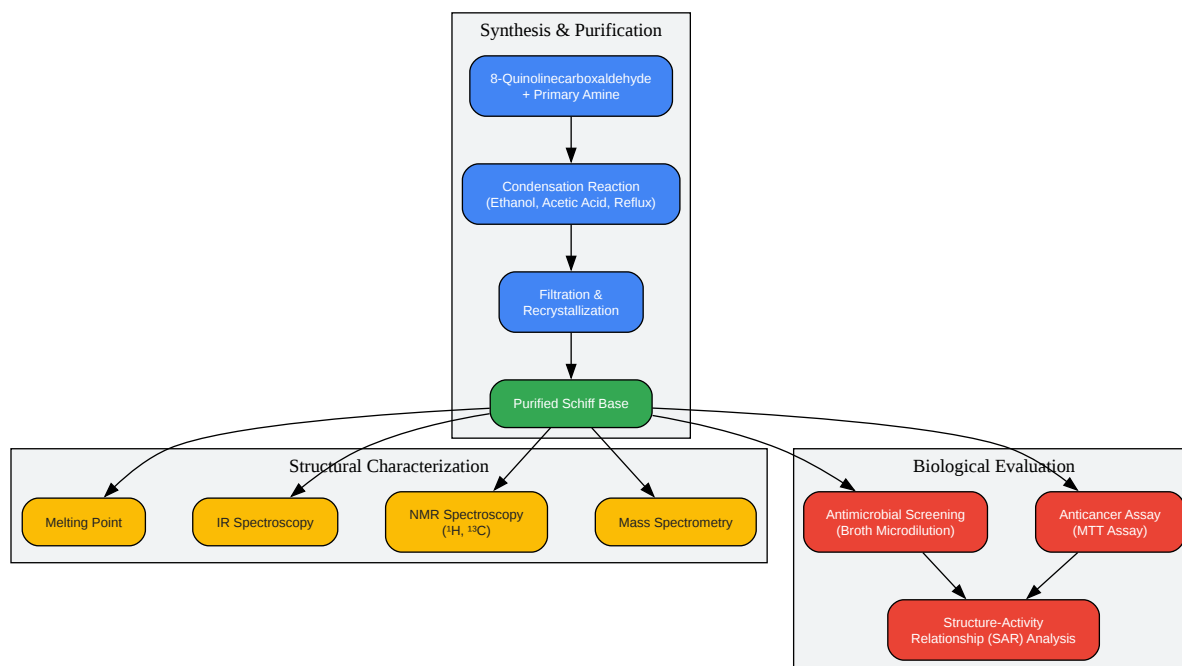 Synthesis & Purification
8-Quinolinecarboxaldehyde
+ Primary Amine
Condensation Reaction
(Ethanol, Acetic Acid, Reflux)
Filtration &
Recrystallization
Purified Schiff Base
Structural Characterization
Melting Point
IR Spectroscopy
NMR Spectroscopy
(¹H, ¹³C)
Mass Spectrometry
Biological Evaluation
Antimicrobial Screening
(Broth Microdilution)
Anticancer Assay
(MTT Assay)
Structure-Activity
Relationship (SAR) Analysis